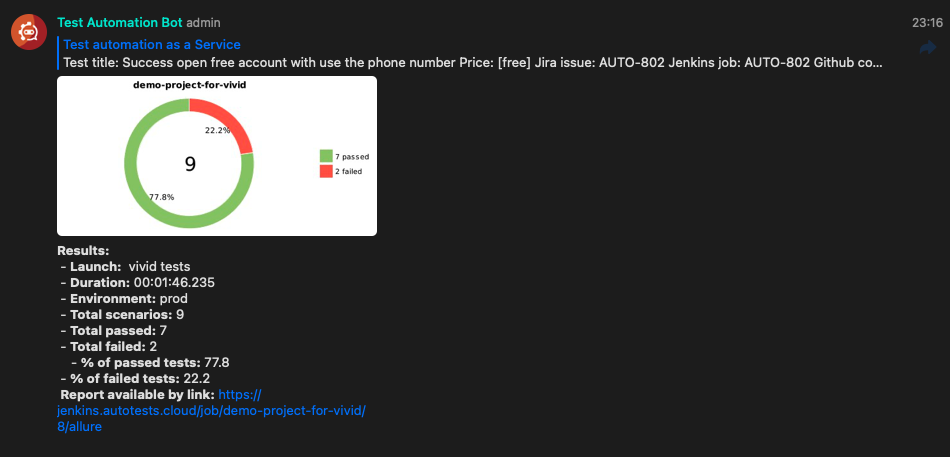 Test Automation Bot admin 23:16
Test automation as a Service
Test title: Success open free account with use the phone number Price: [free] Jira issue: AUTO-802 Jenkins job: AUTO-802 Github co...
demo-project-for-vivid
22.2%
9
7 passed
2 failed
77.8%
Results:
- Launch: vivid tests
- Duration: 00:01:46.235
- Environment: prod
- Total scenarios: 9
- Total passed: 7
- Total failed: 2
- % of passed tests: 77.8
- % of failed tests: 22.2
Report available by link: https://
jenkins.autotests.cloud/job/demo-project-for-vivid/
8/allure